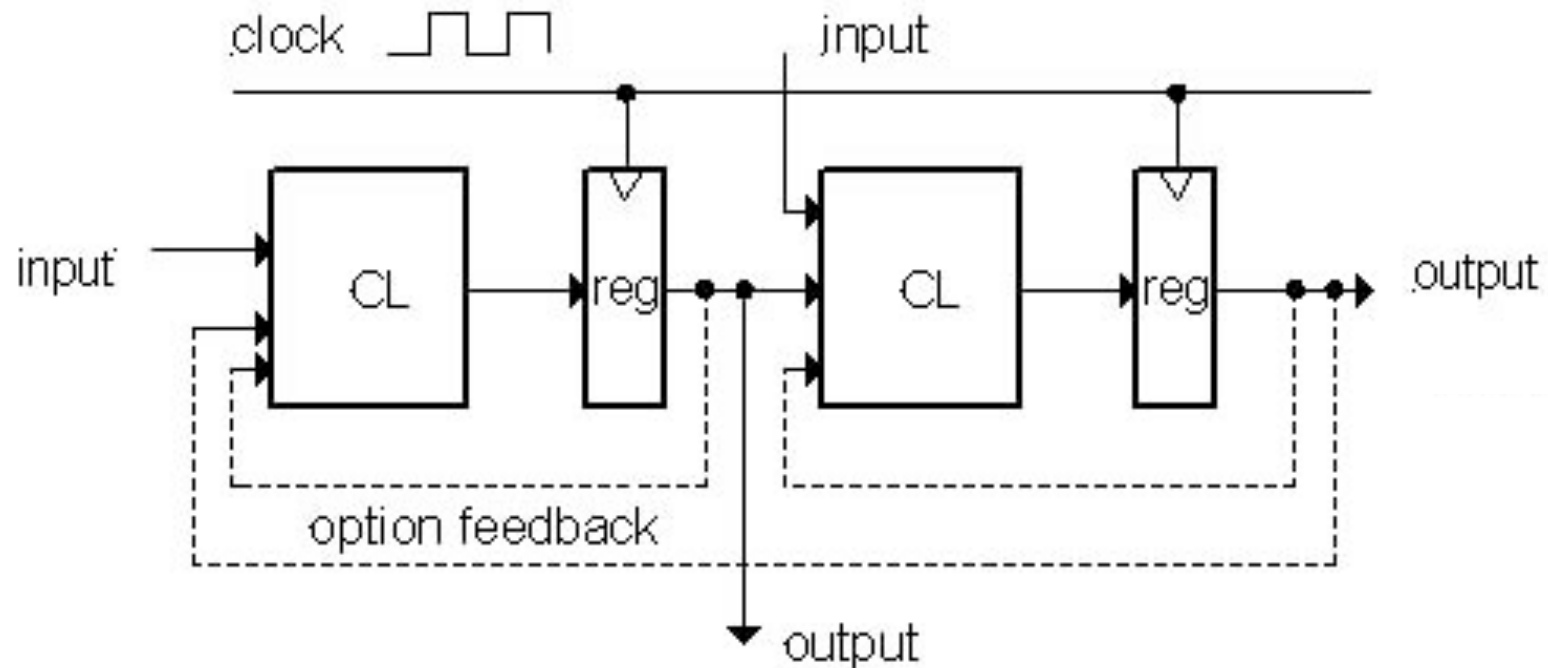 clock
input
input
CL
reg
CL
reg
output
option feedback
output